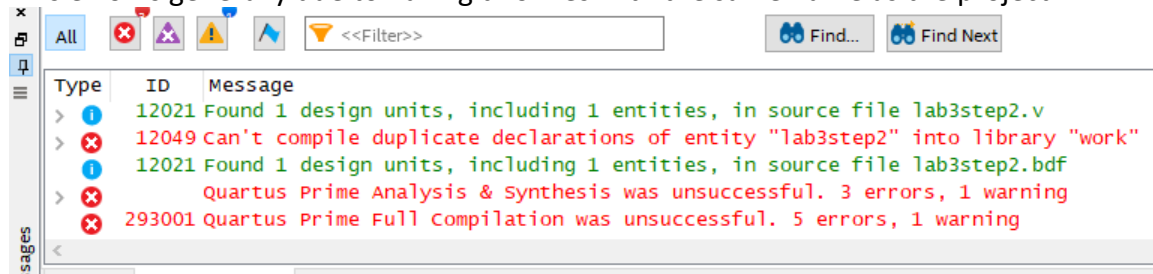 All <<Filter>> Find... Find Next
Type ID Message
12021 Found 1 design units, including 1 entities, in source file lab3step2.v
12049 Can't compile duplicate declarations of entity "lab3step2" into library "work"
12021 Found 1 design units, including 1 entities, in source file lab3step2.bdf
Quartus Prime Analysis & Synthesis was unsuccessful. 3 errors, 1 warning
293001 Quartus Prime Full Compilation was unsuccessful. 5 errors, 1 warning